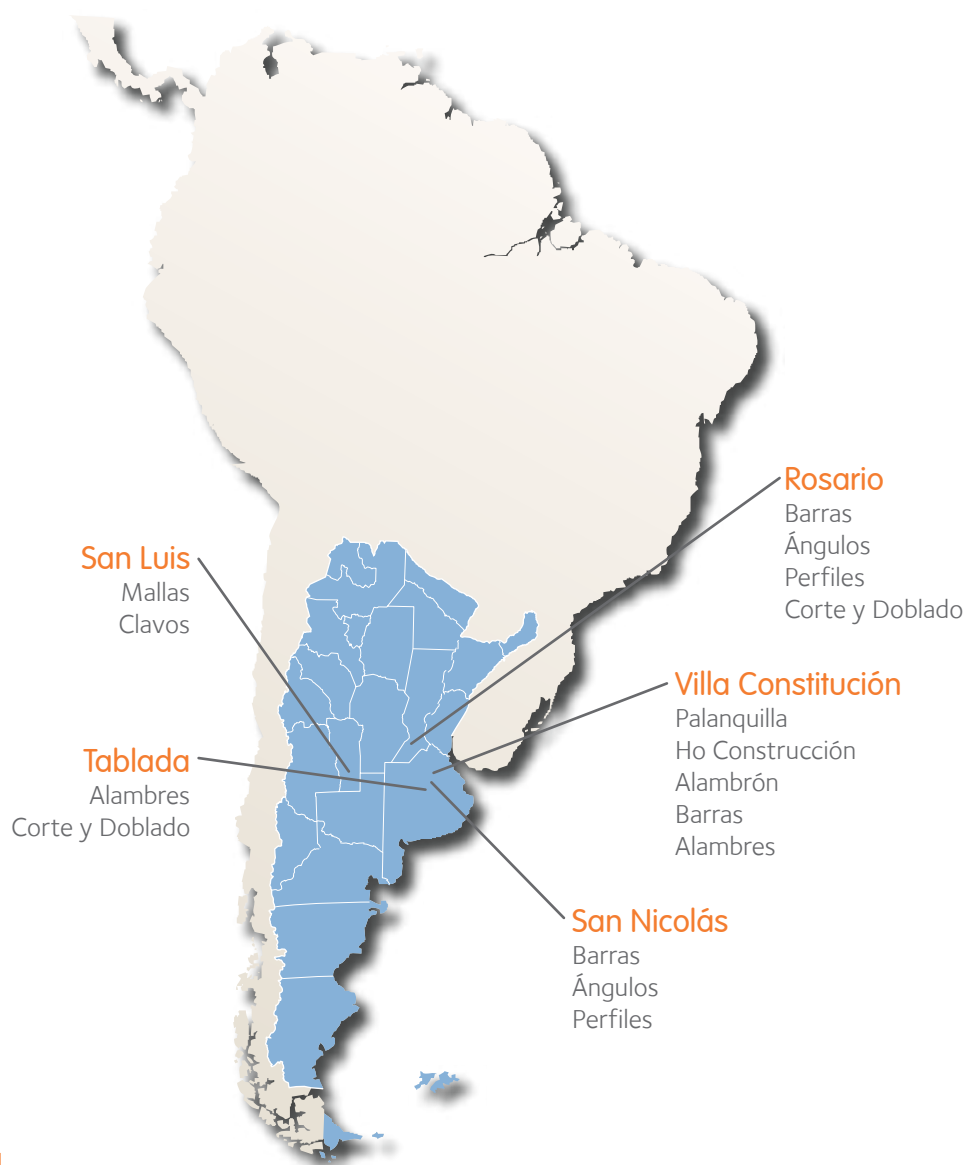 San Luis
Mallas
Clavos
Tablada
Alambres
Corte y Doblado
Rosario
Barras
Ángulos
Perfiles
Corte y Doblado
Villa Constitución
Palanquilla
Ho Construcción
Alambrón
Barras
Alambres
San Nicolás
Barras
Ángulos
Perfiles